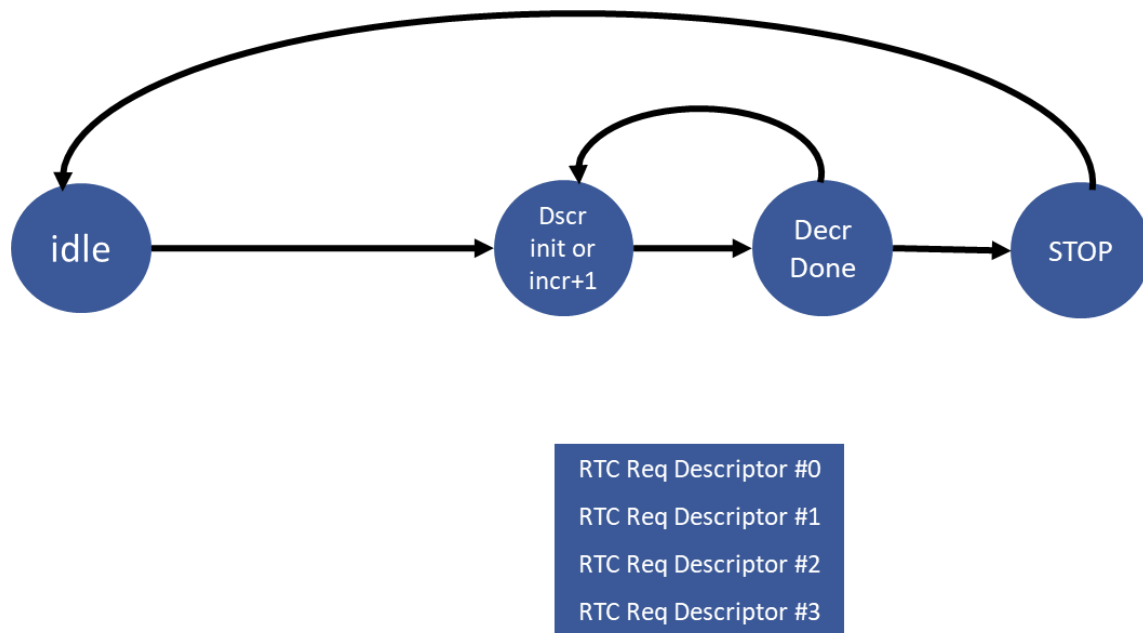 idle
Dscr
init or
incr+1
Decr
Done
STOP
RTC Req Descriptor #0
RTC Req Descriptor #1
RTC Req Descriptor #2
RTC Req Descriptor #3